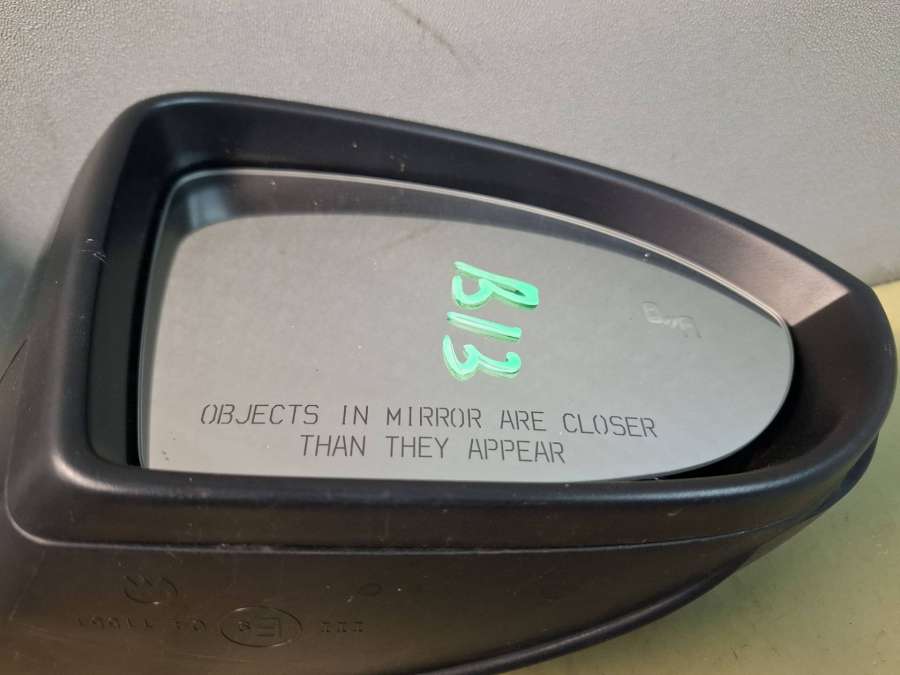 B13
OBJECTS IN MIRROR ARE CLOSER
THAN THEY APPEAR